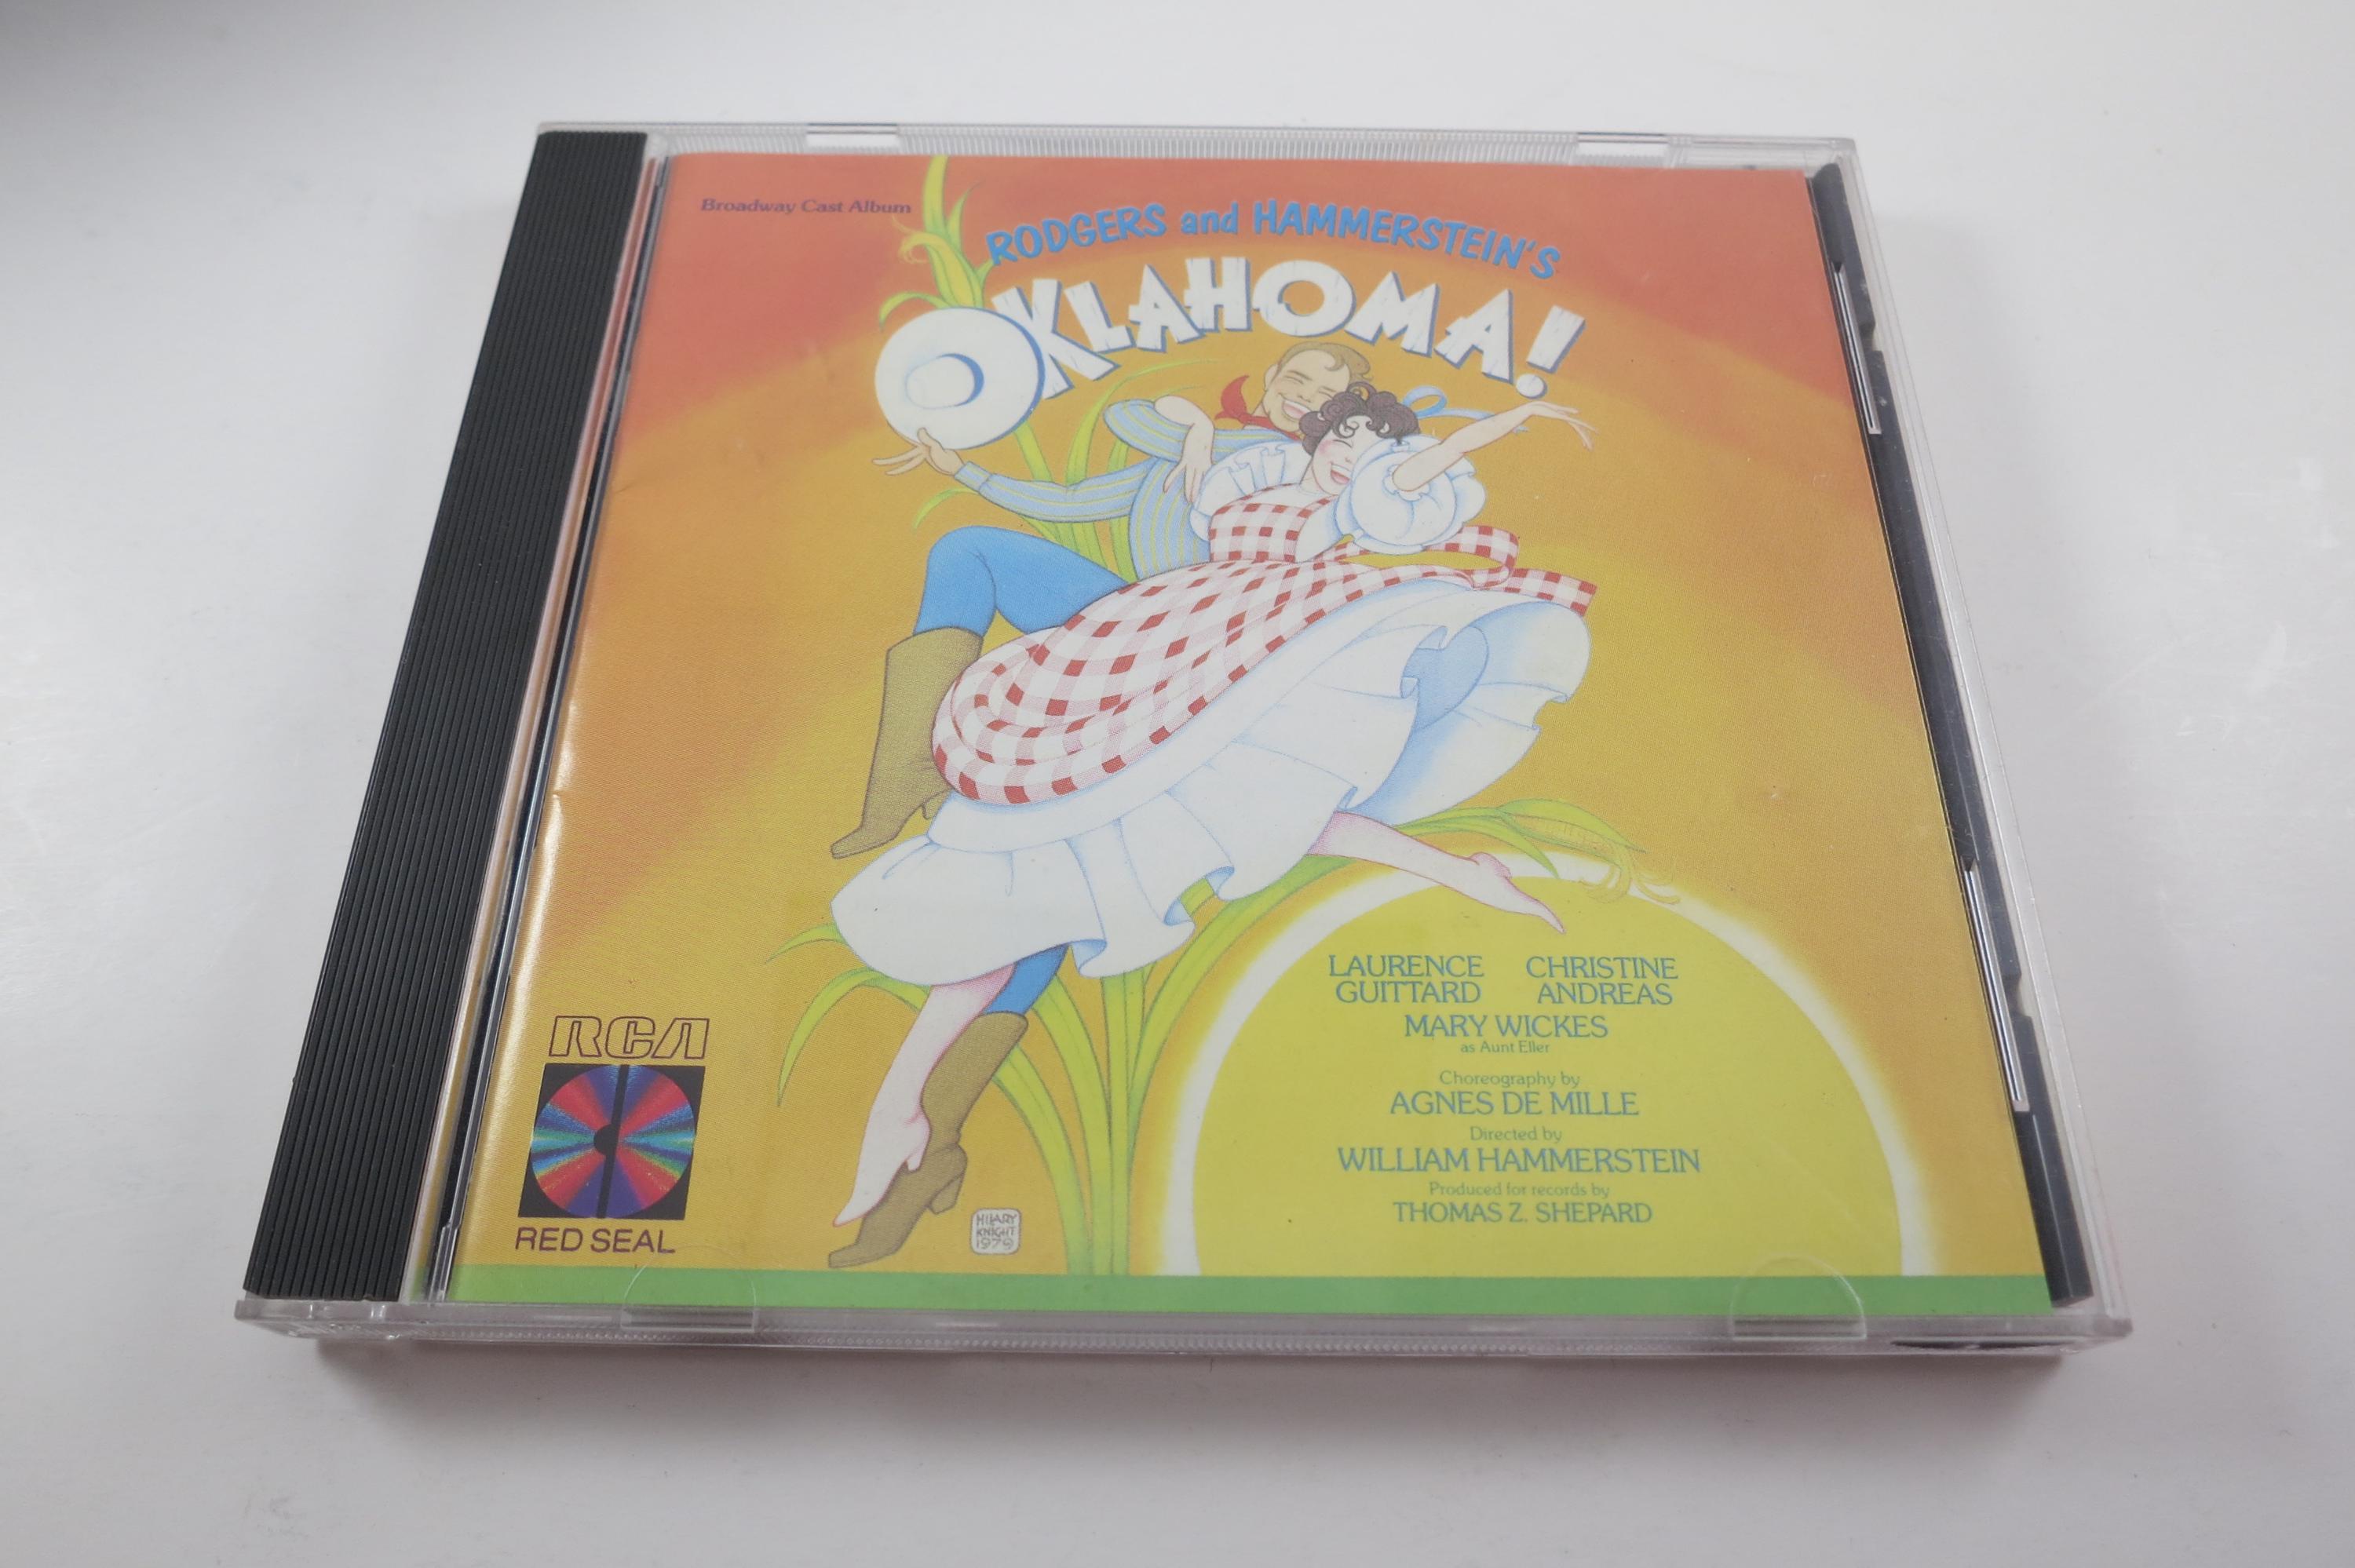 Broadway Cast Album
RODGERS and HAMMERSTEIN'S
OKLAHOMA!
LAURENCE GUITTARD
CHRISTINE ANDREAS
MARY WICKES
as Aunt Eller
Choreography by
AGNES DE MILLE
Directed by
WILLIAM HAMMERSTEIN
Produced for records by
THOMAS Z. SHEPARD
RCA
RED SEAL
HILARY
KNIGHT
1979